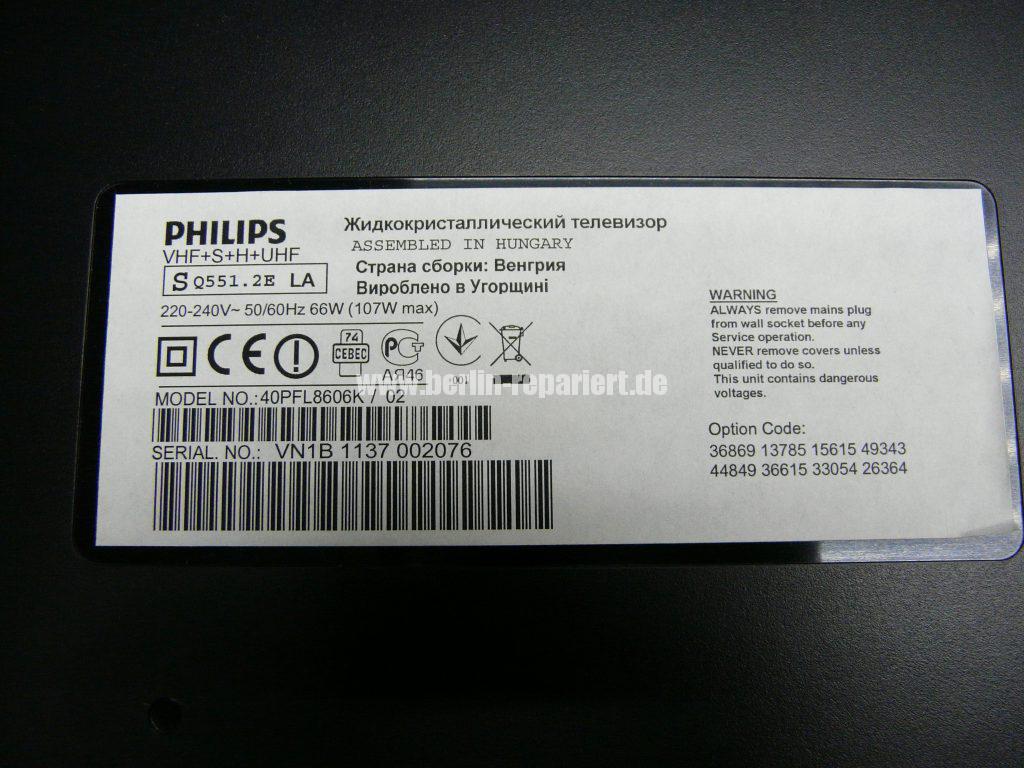 PHILIPS
VHF+S+H+UHF
S Q551.2E LA
Жидкокристаллический телевизор
ASSEMBLED IN HUNGARY
Страна сборки: Венгрия
Вироблено в Угорщині
220-240V~ 50/60Hz 66W (107W max)
CE
74
CEBEC
РСТ
АЯ46
001
www.berlin-repariert.de
MODEL NO.:40PFL8606K / 02
SERIAL. NO.: VN1B 1137 002076
WARNING
ALWAYS remove mains plug
from wall socket before any
Service operation.
NEVER remove covers unless
qualified to do so.
This unit contains dangerous
voltages.
Option Code:
36869 13785 15615 49343
44849 36615 33054 26364